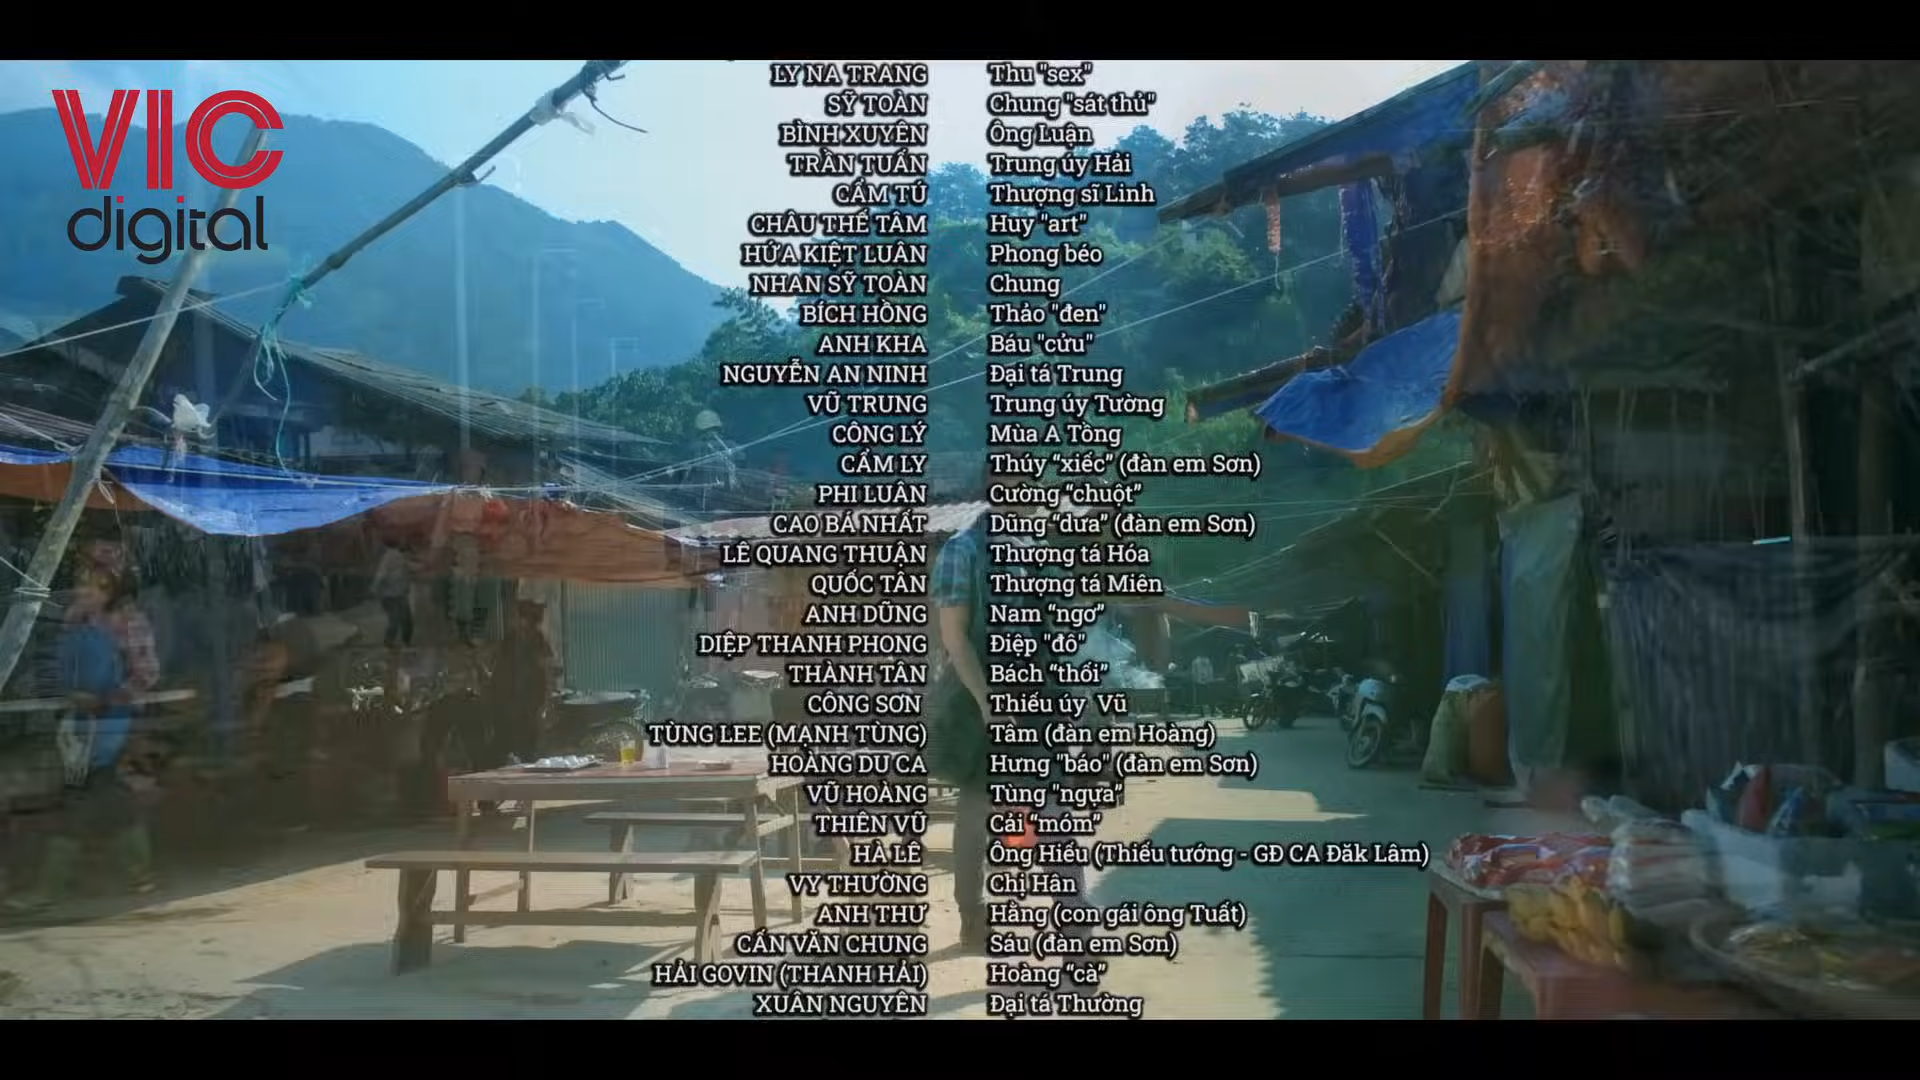 VIC
digital
LY NA TRANG Thu "sex"
SỸ TOÀN Chung "sát thủ"
BÌNH XUYÊN Ông Luận
TRẦN TUẤN Trung úy Hải
CẨM TÚ Thượng sĩ Linh
CHÂU THẾ TÂM Huy "art"
HỨA KIỆT LUÂN Phong béo
NHAN SỸ TOÀN Chung
BÍCH HỒNG Thảo "đen"
ANH KHA Báu "cửu"
NGUYỄN AN NINH Đại tá Trung
VŨ TRUNG Trung úy Tường
CÔNG LÝ Mùa A Tồng
CẨM LY Thúy “xiếc” (đàn em Sơn)
PHI LUÂN Cường “chuột”
CAO BÁ NHẤT Dũng “dưa” (đàn em Sơn)
LÊ QUANG THUẬN Thượng tá Hóa
QUỐC TÂN Thượng tá Miên
ANH DŨNG Nam “ngơ”
DIỆP THANH PHONG Điệp "đô"
THÀNH TÂN Bách “thối”
CÔNG SƠN Thiếu úy Vũ
TÙNG LEE (MẠNH TÙNG) Tâm (đàn em Hoàng)
HOÀNG DU CA Hưng "báo" (đàn em Sơn)
VŨ HOÀNG Tùng "ngựa"
THIÊN VŨ Cải “móm”
HÀ LÊ Ông Hiếu (Thiếu tướng - GĐ CA Đăk Lâm)
VY THƯỜNG Chị Hân
ANH THƯ Hằng (con gái ông Tuất)
CẤN VĂN CHUNG Sáu (đàn em Sơn)
HẢI GOVIN (THANH HẢI) Hoàng “cà”
XUÂN NGUYÊN Đại tá Thường